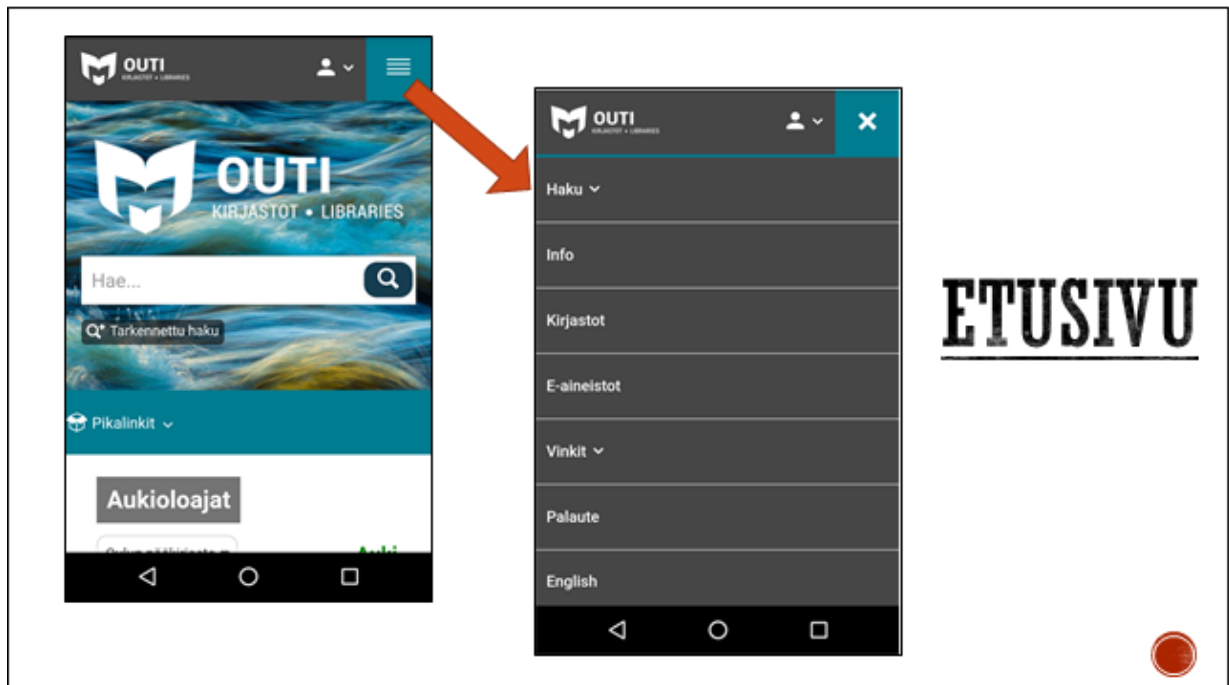 OUTI
KIRJASTOT • LIBRARIES
OUTI
KIRJASTOT • LIBRARIES
Hae...
Tarkennettu haku
Pikalinkit
Aukioloajat
Auki
OUTI
KIRJASTOT • LIBRARIES
Haku
Info
Kirjastot
E-aineistot
Vinkit
Palaute
English
ETUSIVU